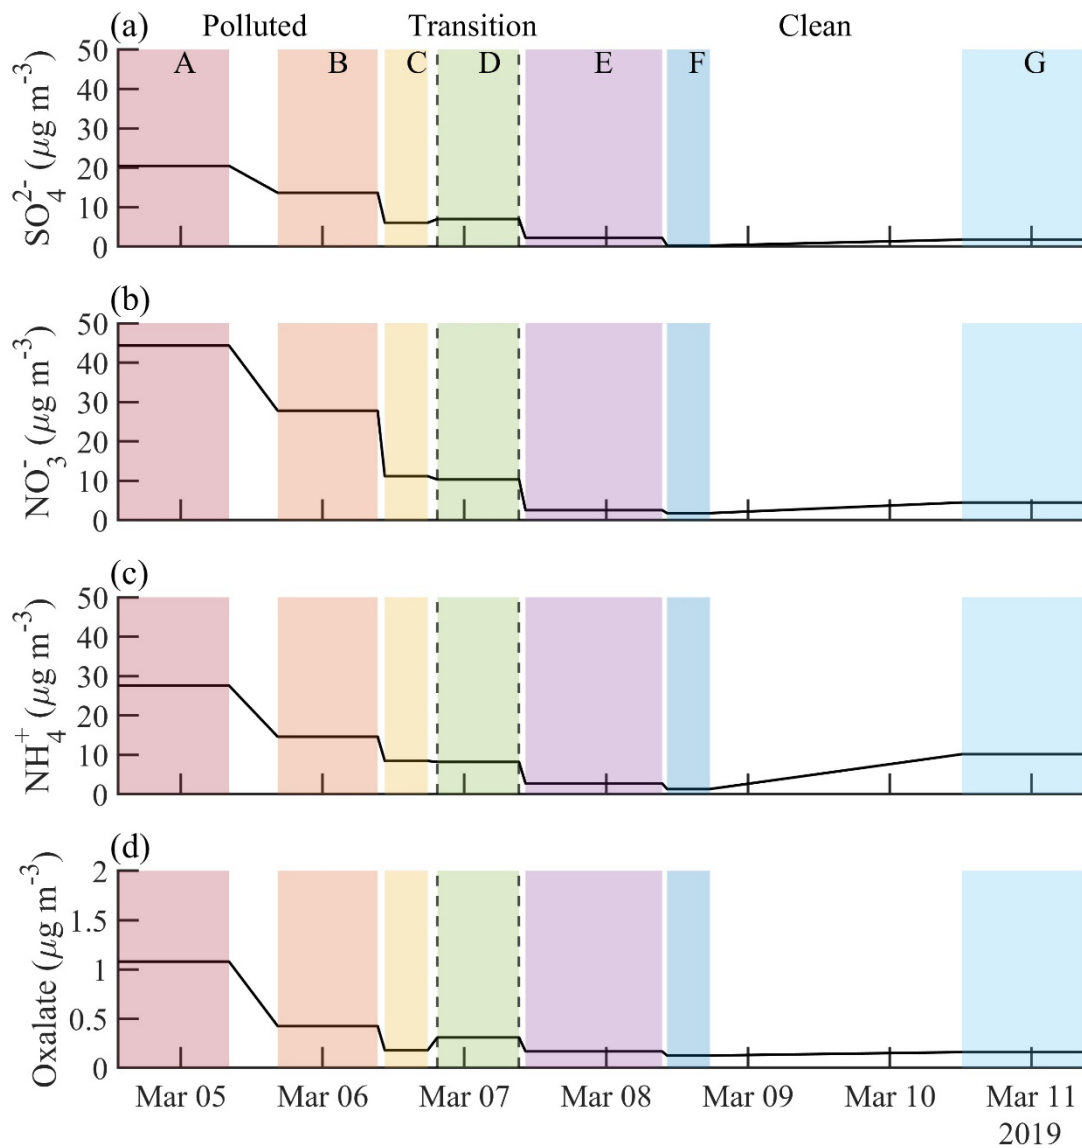 (a) Polluted Transition Clean
A B C D E F G
50
40
30
20
10
0
SO₄²⁻ (μg m⁻³)
(b)
50
40
30
20
10
0
NO₃⁻ (μg m⁻³)
(c)
50
40
30
20
10
0
NH₄⁺ (μg m⁻³)
(d)
2
1.5
1
0.5
0
Oxalate (μg m⁻³)
Mar 05 Mar 06 Mar 07 Mar 08 Mar 09 Mar 10 Mar 11
2019